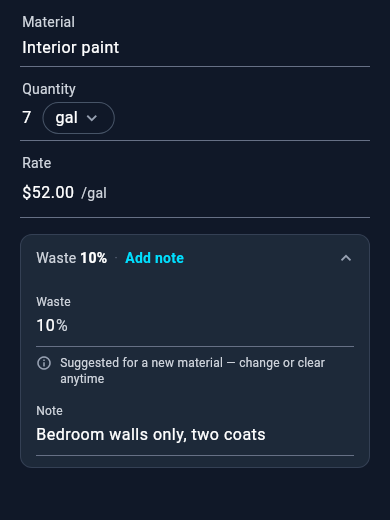 Material
Interior paint
Quantity
7 gal
Rate
$52.00 /gal
Waste 10% · Add note
Waste
10%
Suggested for a new material — change or clear
anytime
Note
Bedroom walls only, two coats